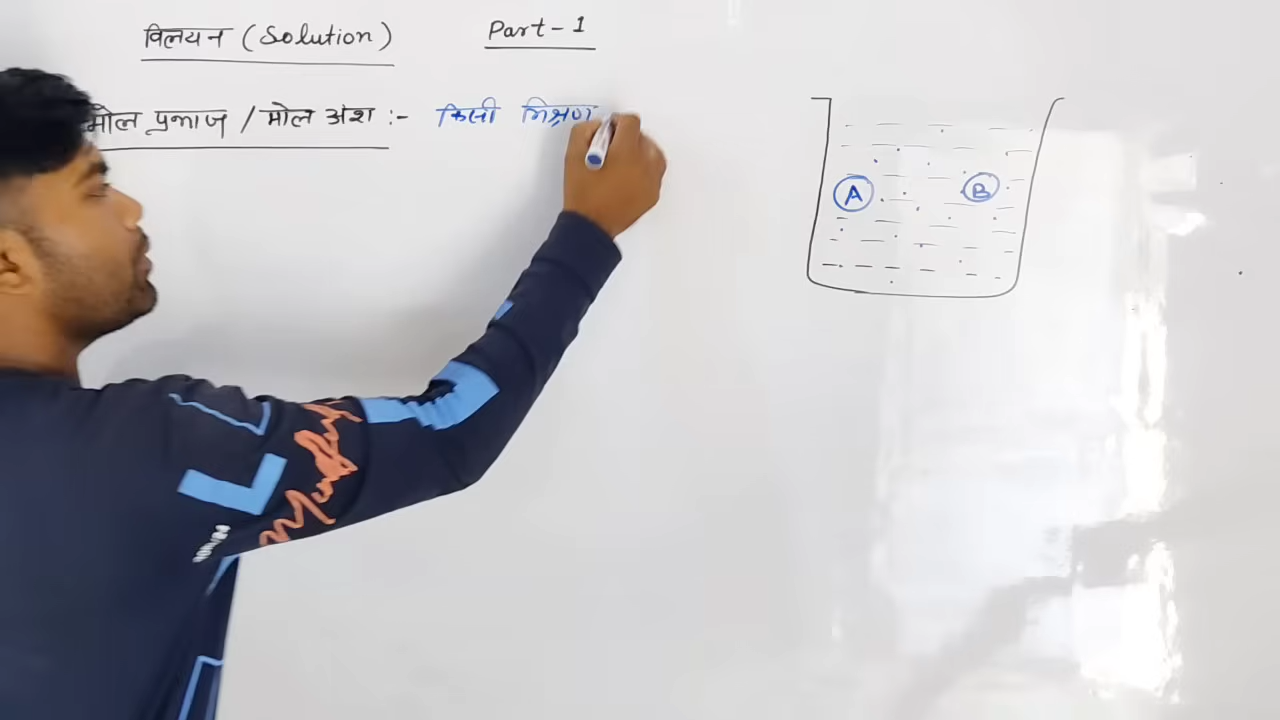 विलयन (Solution) Part-1
मोल प्रभाज / मोल अंश :- किसी मिश्रण
A B